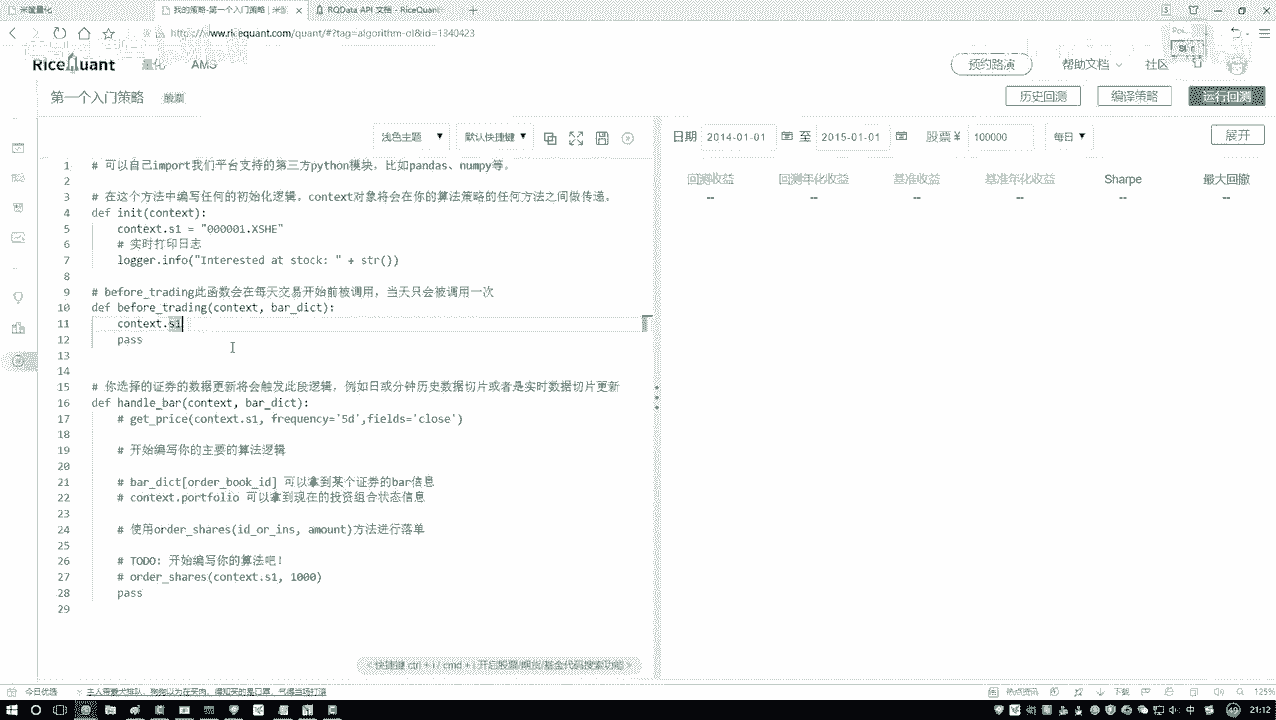 米筐量化
我的策略-第一个入门策略 | 米筐
RQData API 文档 - RiceQuant
http://www.ricequant.com/quant/#?tag=algorithm-ol&id=1340423
RiceQuant
量化
AMS
预约路演
帮助文档
社区
第一个入门策略
股票
历史回测
编译策略
运行回测
浅色主题
默认快捷键
日期 2014-01-01 至 2015-01-01 股票 ¥ 100000 每日
展开
回测收益 回测年化收益 基准收益 基准年化收益 Sharpe 最大回撤
-- -- -- -- -- --
1 # 可以自己import我们平台支持的第三方python模块，比如pandas、numpy等。
2
3 # 在这个方法中编写任何的初始化逻辑。context对象将会在你的算法策略的任何方法之间做传递。
4 def init(context):
5 context.s1 = "000001.XSHE"
6 # 实时打印日志
7 logger.info("Interested at stock: " + str())
8
9 # before_trading此函数会在每天交易开始前被调用，当天只会被调用一次
10 def before_trading(context, bar_dict):
11 context.s1
12 pass
13
14
15 # 你选择的证券的数据更新将会触发此段逻辑，例如日或分钟历史数据切片或者是实时数据切片更新
16 def handle_bar(context, bar_dict):
17 # get_price(context.s1, frequency='5d',fields='close')
18
19 # 开始编写你的主要的算法逻辑
20
21 # bar_dict[order_book_id] 可以拿到某个证券的bar信息
22 # context.portfolio 可以拿到现在的投资组合状态信息
23
24 # 使用order_shares(id_or_ins, amount)方法进行落单
25
26 # TODO: 开始编写你的算法吧！
27 # order_shares(context.s1, 1000)
28 pass
29
快捷键 ctrl + i / cmd + i 开启股票/期货/基金代码搜索功能
今日优选
热点资讯
下载
125%
中
21:12